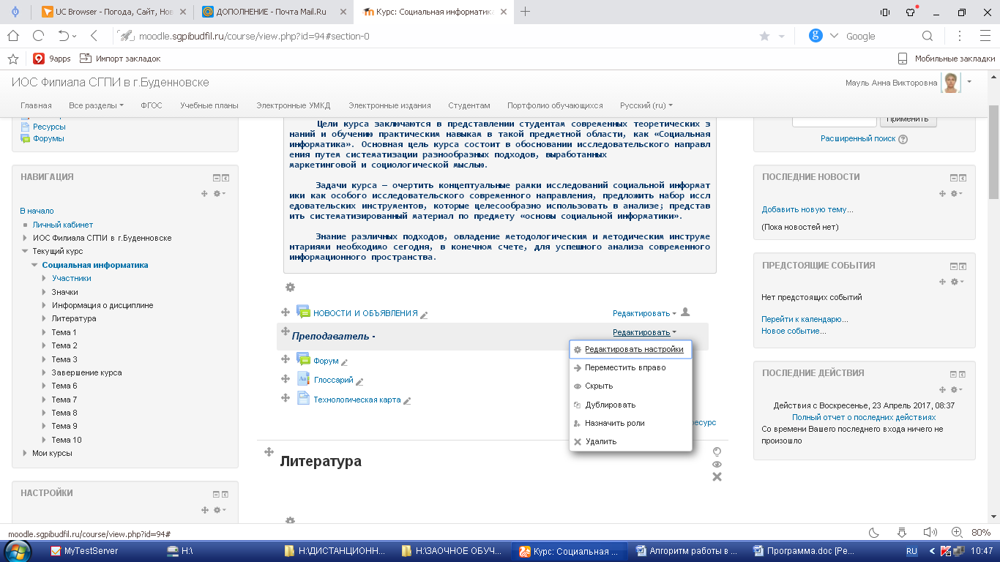 UC Browser - Погода, Сайт, Нов
ДОПОЛНЕНИЕ - Почта Mail.Ru
Курс: Социальная информатика
moodle.sgpibudfil.ru/course/view.php?id=94#section-0
Google
9apps
Импорт закладок
Мобильные закладки
ИОС Филиала СГПИ в г.Буденновске
Мауль Анна Викторовна
Главная
Все разделы
ФГОС
Учебные планы
Электронные УМКД
Электронные издания
Студентам
Портфолио обучающихся
Русский (ru)
Ресурсы
Форумы
НАВИГАЦИЯ
В начало
Личный кабинет
ИОС Филиала СГПИ в г.Буденновске
Текущий курс
Социальная информатика
Участники
Значки
Информация о дисциплине
Литература
Тема 1
Тема 2
Тема 3
Завершение курса
Тема 6
Тема 7
Тема 8
Тема 9
Тема 10
Мои курсы
НАСТРОЙКИ
Цели курса заключаются в представлении студентам современных теоретических з
наний и обучению практическим навыкам в такой предметной области, как «Социальная
информатика». Основная цель курса состоит в обосновании исследовательского направл
ения путем систематизации разнообразных подходов, выработанных
маркетинговой и социологической мыслью.
Задачи курса – очертить концептуальные рамки исследований социальной информат
ики как особого исследовательского современного направления, предложить набор иссл
едовательских инструментов, которые целесообразно использовать в анализе; представ
ить систематизированный материал по предмету «основы социальной информатики».
Знание различных подходов, овладение методологическим и методическим инструме
нтариями необходимо сегодня, в конечном счете, для успешного анализа современного
информационного пространства.
НОВОСТИ И ОБЪЯВЛЕНИЯ
Редактировать
Преподаватель -
Редактировать
Форум
Глоссарий
Технологическая карта
Редактировать настройки
Переместить вправо
Скрыть
Дублировать
Назначить роли
Удалить
ресурс
Литература
Применить
Расширенный поиск
ПОСЛЕДНИЕ НОВОСТИ
Добавить новую тему...
(Пока новостей нет)
ПРЕДСТОЯЩИЕ СОБЫТИЯ
Нет предстоящих событий
Перейти к календарю...
Новое событие...
ПОСЛЕДНИЕ ДЕЙСТВИЯ
Действия с Воскресенье, 23 Апрель 2017, 08:37
Полный отчет о последних действиях
Со времени Вашего последнего входа ничего не
произошло
moodle.sgpibudfil.ru/course/view.php?id=94#
80%
MyTestServer
H:\
H:\ДИСТАНЦИОНН...
H:\ЗАОЧНОЕ ОБУЧ...
Курс: Социальная ...
Алгоритм работы в ...
Программа.doc [Ре...
RU
10:47